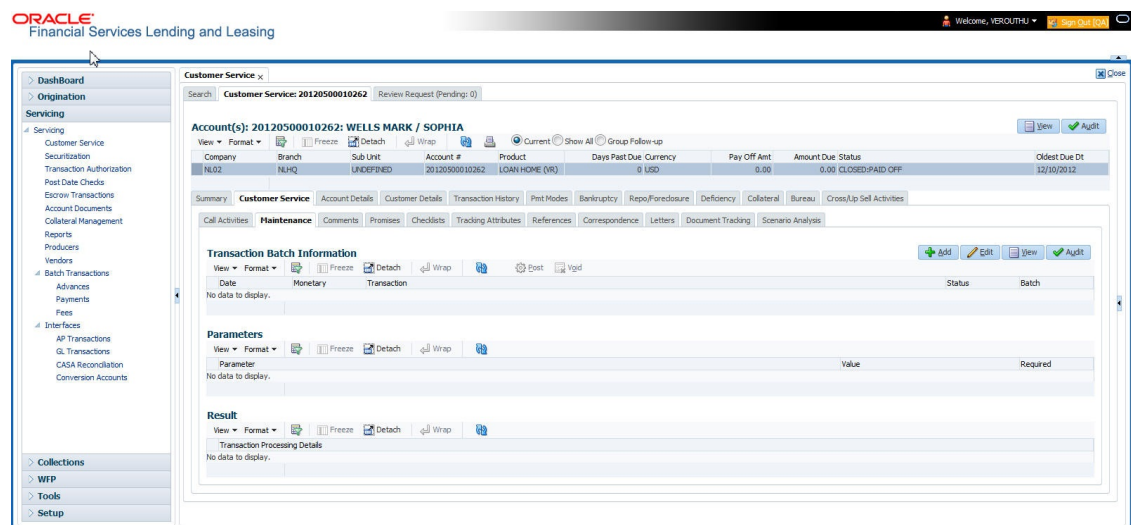 ORACLE
Financial Services Lending and Leasing
Welcome, VEROUTHU
Sign Out [QA]
Close
DashBoard
Origination
Servicing
Servicing
Customer Service
Securitization
Transaction Authorization
Post Date Checks
Escrow Transactions
Account Documents
Collateral Management
Reports
Producers
Vendors
Batch Transactions
Advances
Payments
Fees
Interfaces
AP Transactions
GL Transactions
CASA Reconciliation
Conversion Accounts
Collections
WFP
Tools
Setup
Customer Service x
Search Customer Service: 20120500010262 Review Request (Pending: 0)
Account(s): 20120500010262: WELLS MARK / SOPHIA
View Audit
View Format Freeze Detach Wrap Current Show All Group Follow-up
Company Branch Sub Unit Account # Product Days Past Due Currency Pay Off Amt Amount Due Status Oldest Due Dt
NL02 NLHQ UNDEFINED 20120500010262 LOAN HOME (VR) 0 USD 0.00 0.00 CLOSED:PAID OFF 12/10/2012
Summary Customer Service Account Details Customer Details Transaction History Pmt Modes Bankruptcy Repo/Foreclosure Deficiency Collateral Bureau Cross/Up Sell Activities
Call Activities Maintenance Comments Promises Checklists Tracking Attributes References Correspondence Letters Document Tracking Scenario Analysis
Transaction Batch Information
Add Edit View Audit
View Format Freeze Detach Wrap Post Void
Date Monetary Transaction Status Batch
No data to display.
Parameters
View Format Freeze Detach Wrap
Parameter Value Required
No data to display.
Result
View Format Freeze Detach Wrap
Transaction Processing Details
No data to display.